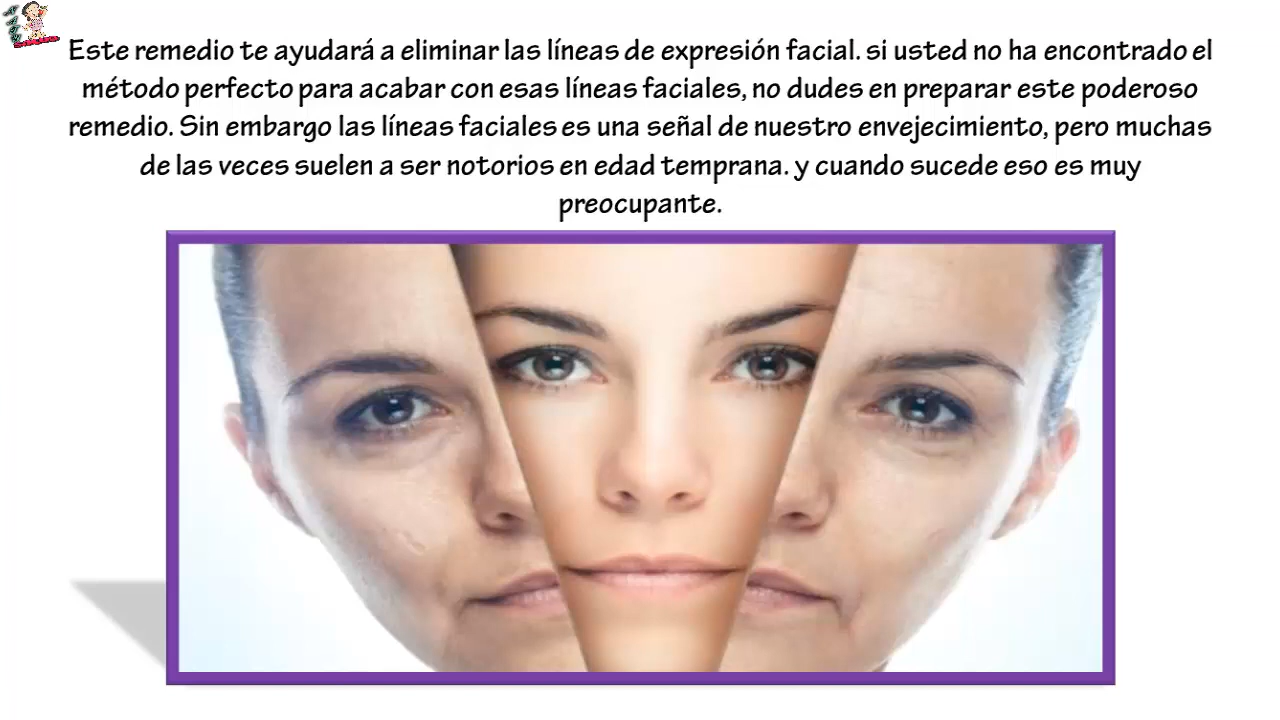 Este remedio te ayudará a eliminar las líneas de expresión facial. si usted no ha encontrado el
método perfecto para acabar con esas líneas faciales, no dudes en preparar este poderoso
remedio. Sin embargo las líneas faciales es una señal de nuestro envejecimiento, pero muchas
de las veces suelen a ser notorios en edad temprana. y cuando sucede eso es muy
preocupante.